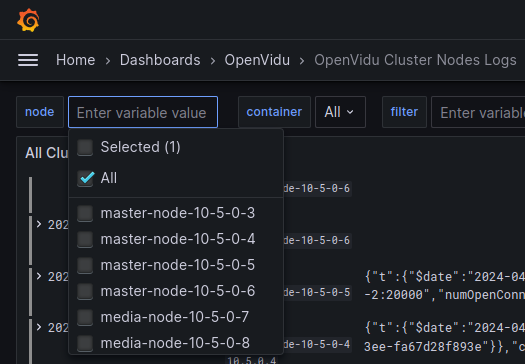 Home › Dashboards › OpenVidu › OpenVidu Cluster Nodes Logs
node Enter variable value container All filter Enter variab
All Clu
Selected (1)
All
master-node-10-5-0-3
master-node-10-5-0-4
master-node-10-5-0-5
master-node-10-5-0-6
media-node-10-5-0-7
media-node-10-5-0-8
de-10-5-0-6
202 de-10-5-0-6
202 {"t":{"$date":"2024-04
de-10-5-0-5 -2:20000","numOpenConn
202 {"t":{"$date":"2024-04
de-10-5-0-4 3ee-fa67d28f893e"}},"c
10.5.0.4